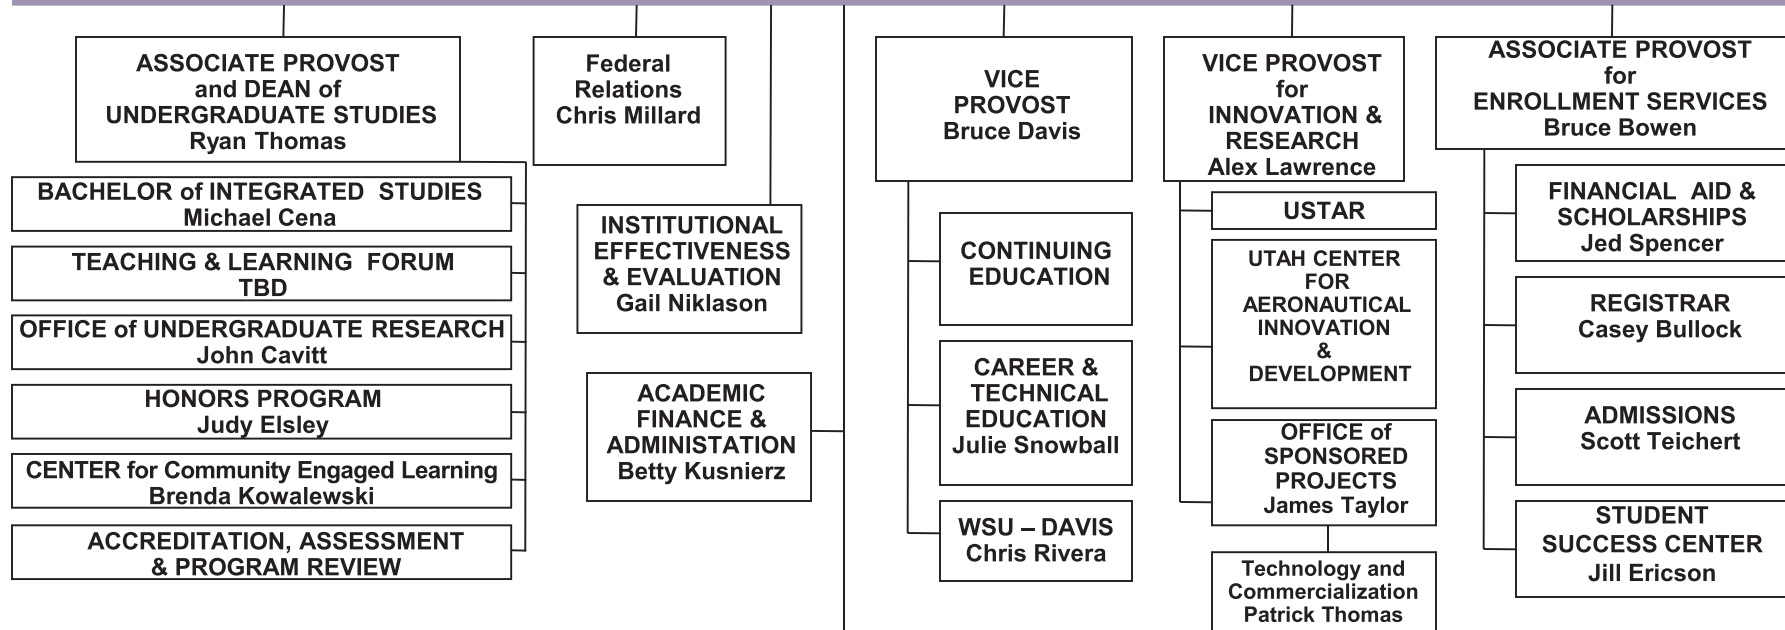 ASSOCIATE PROVOST
and DEAN of
UNDERGRADUATE STUDIES
Ryan Thomas
BACHELOR of INTEGRATED STUDIES
Michael Cena
TEACHING & LEARNING FORUM
TBD
OFFICE of UNDERGRADUATE RESEARCH
John Cavitt
HONORS PROGRAM
Judy Elsley
CENTER for Community Engaged Learning
Brenda Kowalewski
ACCREDITATION, ASSESSMENT
& PROGRAM REVIEW
Federal
Relations
Chris Millard
INSTITUTIONAL
EFFECTIVENESS
& EVALUATION
Gail Niklason
ACADEMIC
FINANCE &
ADMINISTATION
Betty Kusnierz
VICE
PROVOST
Bruce Davis
CONTINUING
EDUCATION
CAREER &
TECHNICAL
EDUCATION
Julie Snowball
WSU – DAVIS
Chris Rivera
VICE PROVOST
for
INNOVATION &
RESEARCH
Alex Lawrence
USTAR
UTAH CENTER
FOR
AERONAUTICAL
INNOVATION
&
DEVELOPMENT
OFFICE of
SPONSORED
PROJECTS
James Taylor
Technology and
Commercialization
Patrick Thomas
ASSOCIATE PROVOST
for
ENROLLMENT SERVICES
Bruce Bowen
FINANCIAL AID &
SCHOLARSHIPS
Jed Spencer
REGISTRAR
Casey Bullock
ADMISSIONS
Scott Teichert
STUDENT
SUCCESS CENTER
Jill Ericson